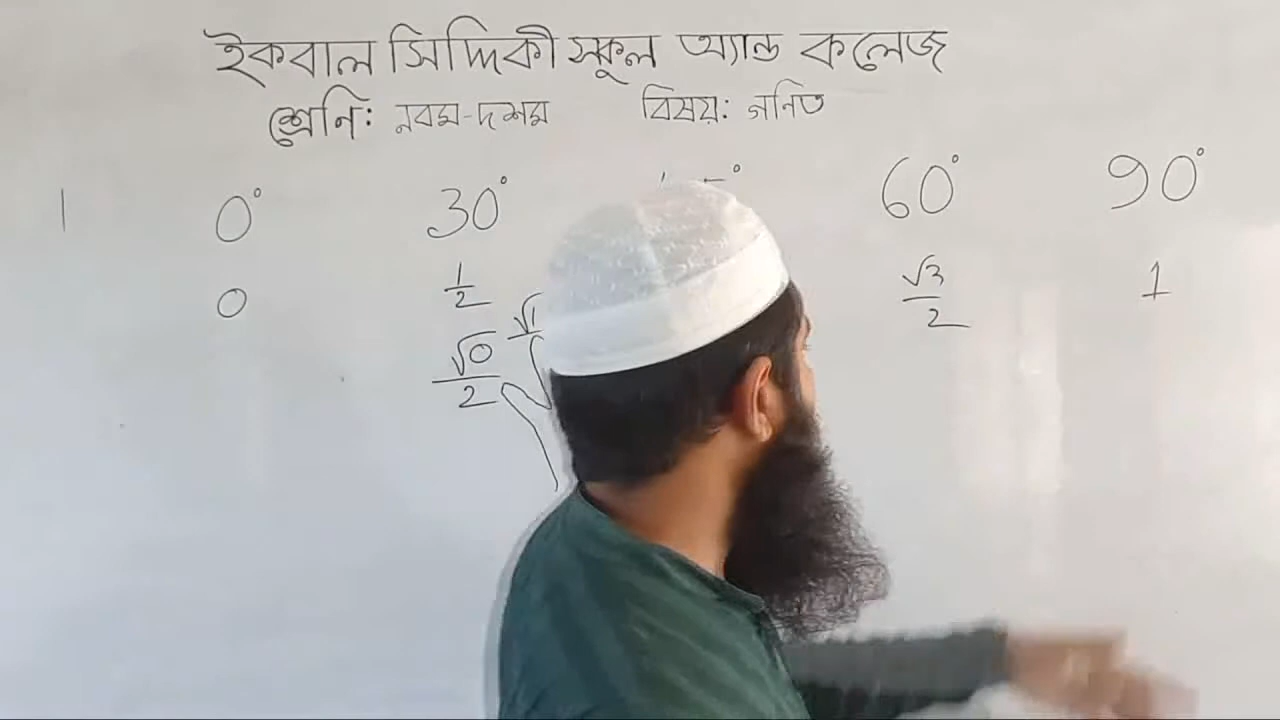 ইকবাল সিদ্দিকী স্কুল অ্যান্ড কলেজ
শ্রেণি: নবম-দশম বিষয়: গনিত
0° 30° 60° 90°
0 1/2 √3/2 1
√0/2 √1